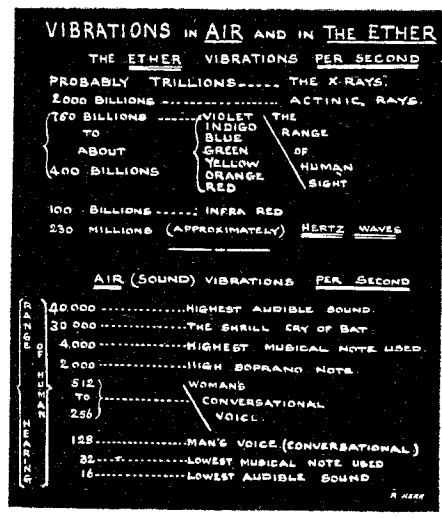 VIBRATIONS IN AIR AND IN THE ETHER
THE ETHER VIBRATIONS PER SECOND
PROBABLY TRILLIONS ------ THE X-RAYS.
2000 BILLIONS ------------ ACTINIC RAYS.
760 BILLIONS ------ VIOLET THE
INDIGO RANGE
TO BLUE
ABOUT GREEN OF
YELLOW HUMAN
400 BILLIONS ORANGE SIGHT
RED
100 BILLIONS ------ INFRA RED
230 MILLIONS (APPROXIMATELY) HERTZ WAVES
AIR (SOUND) VIBRATIONS PER SECOND
RANGE OF HUMAN HEARING
40.000 ------------ HIGHEST AUDIBLE SOUND.
30 000 ------------ THE SHRILL CRY OF BAT.
4,000 ------------ HIGHEST MUSICAL NOTE USED.
2,000 ------------ HIGH SOPRANO NOTE.
512 WOMAN'S
TO CONVERSATIONAL
256 VOICE.
128 ------------ MAN'S VOICE.(CONVERSATIONAL)
32 ------------ LOWEST MUSICAL NOTE USED
16 ------------ LOWEST AUDIBLE SOUND
R KERR